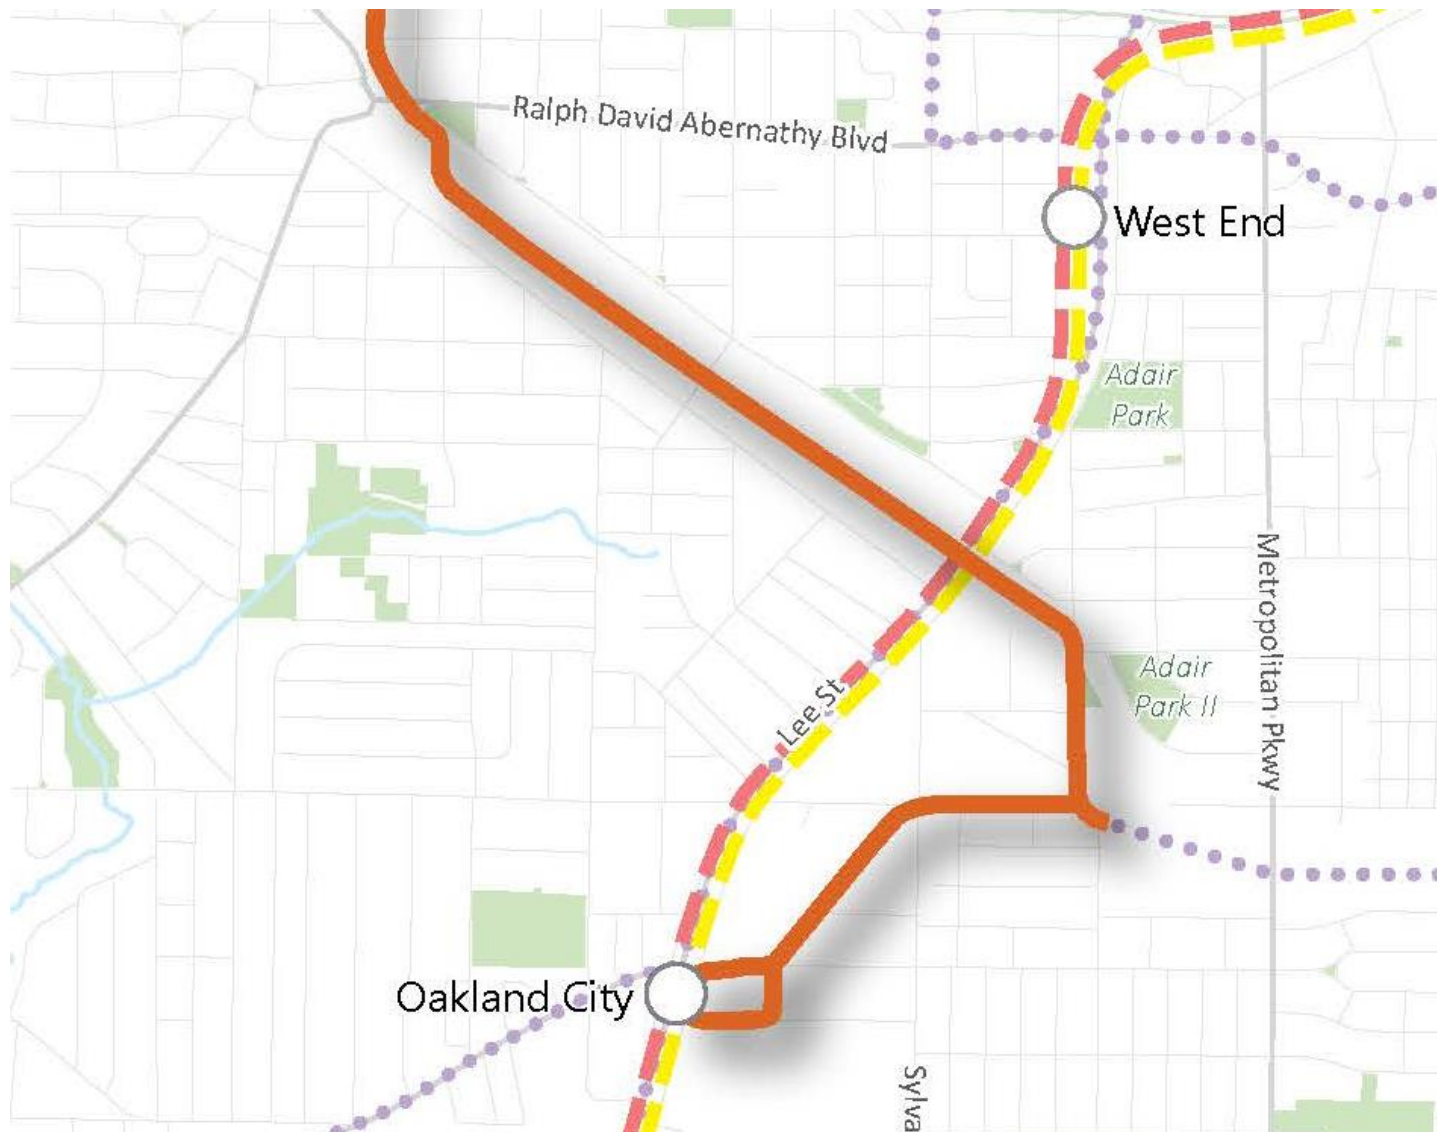 Ralph David Abernathy Blvd
West End
Adair
Park
Metropolitan Pkwy
Adair
Park II
Lee St
Oakland City
Sylva